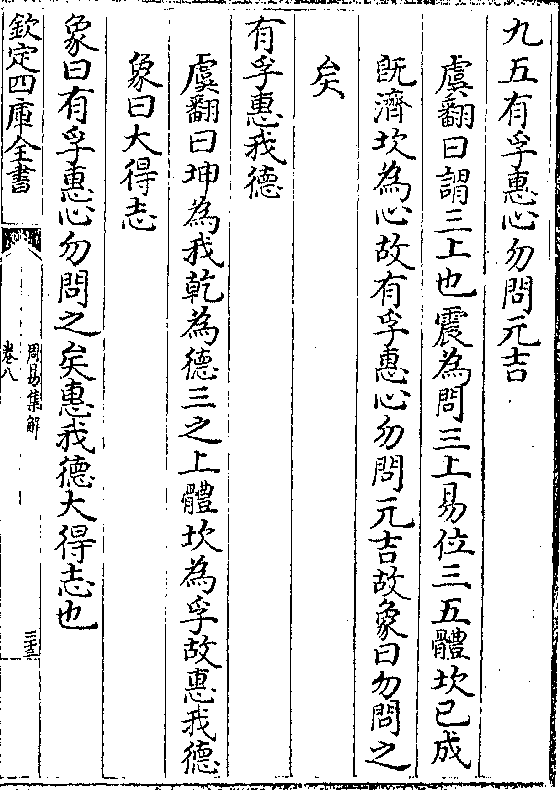 九五有孚惠心勿問元吉
虞翻曰謂三上也震為問三上易位三五體坎已成
既濟坎為心故有孚惠心勿問元吉故象曰勿問之
矣
有孚惠我德
虞翻曰坤為我乾為德三之上體坎為孚故惠我德
象曰大得志
象曰有孚惠心勿問之矣惠我德大得志也
欽定四庫全書
周易集解
卷八
三十三